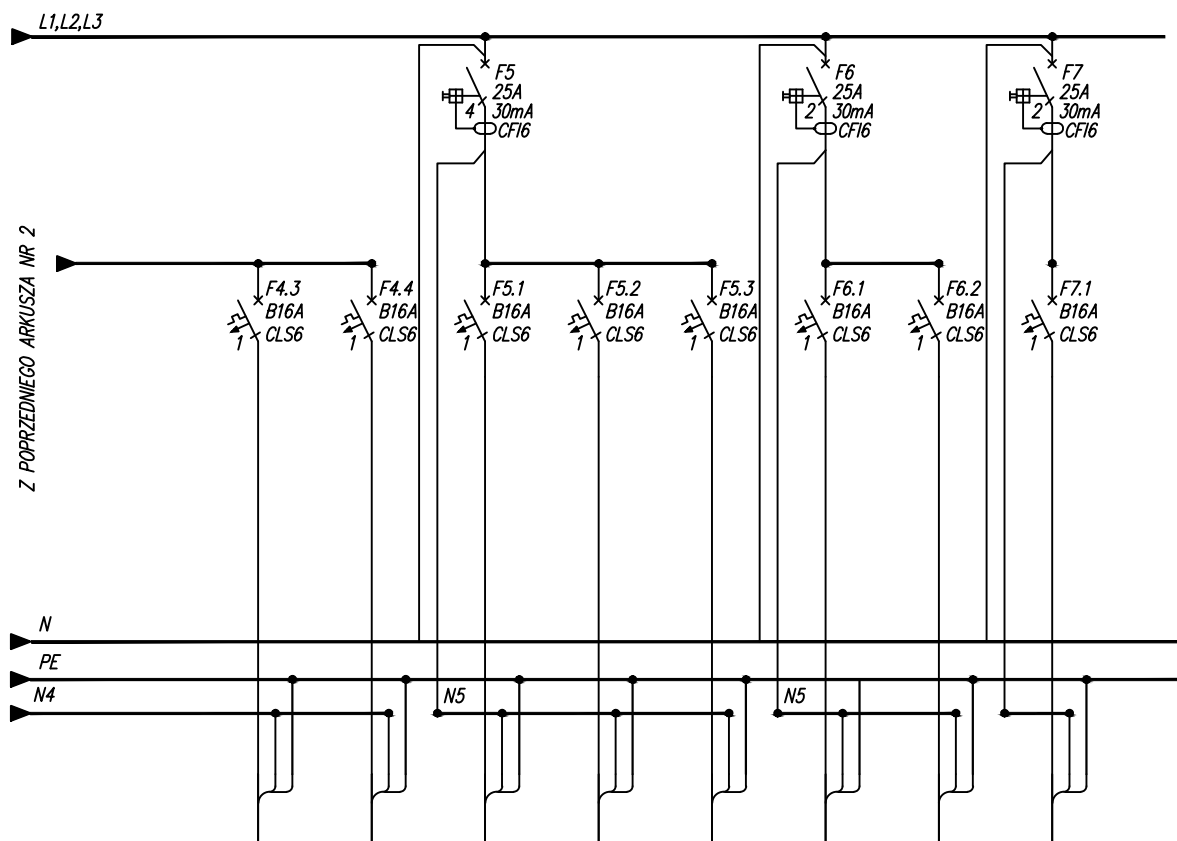 L1,L2,L3
F5
25A
4 30mA
CFI6
F6
25A
2 30mA
CFI6
F7
25A
2 30mA
CFI6
Z POPRZEDNIEGO ARKUSZA NR 2
F4.3
B16A
CLS6
1
F4.4
B16A
CLS6
1
F5.1
B16A
CLS6
1
F5.2
B16A
CLS6
1
F5.3
B16A
CLS6
1
F6.1
B16A
CLS6
1
F6.2
B16A
CLS6
1
F7.1
B16A
CLS6
1
N
PE
N4
N5
N5